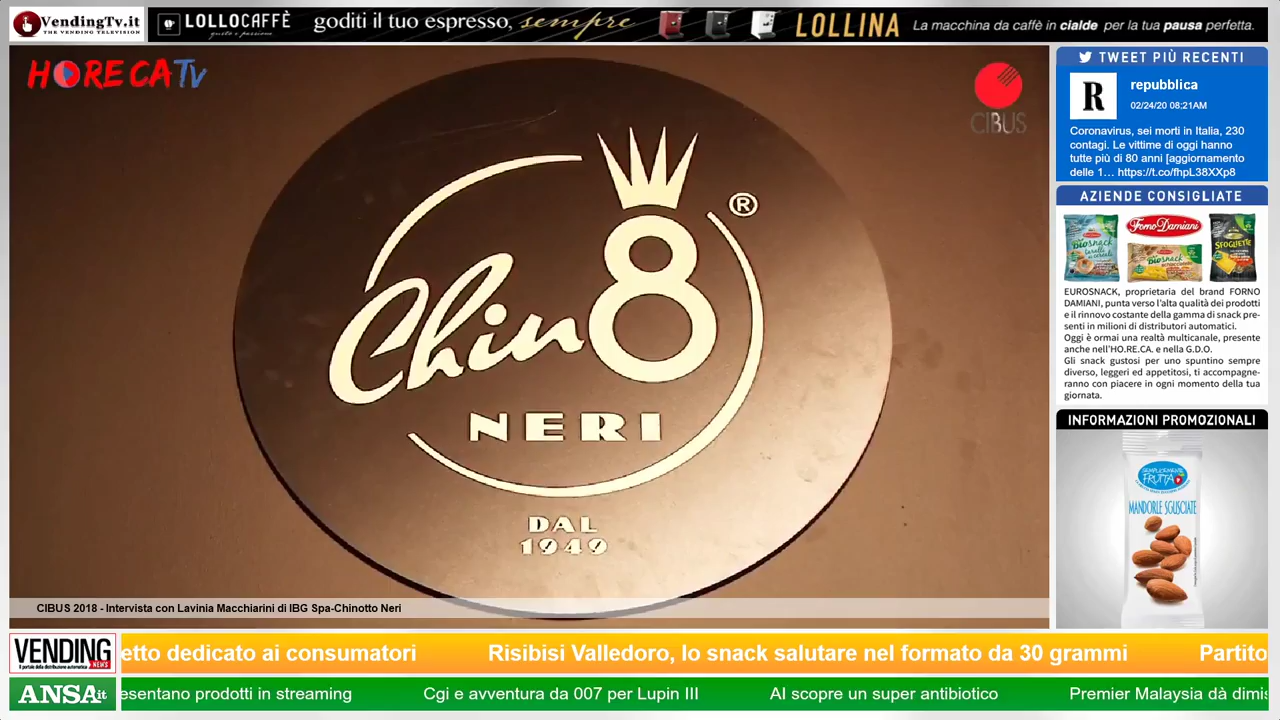 VendingTv.it
THE VENDING TELEVISION
LOLLOCAFFÈ
gusto e passione
goditi il tuo espresso, sempre
LOLLINA
La macchina da caffè in cialde per la tua pausa perfetta.
HORECATv
CIBUS
Chin8
®
NERI
DAL
1949
CIBUS 2018 - Intervista con Lavinia Macchiarini di IBG Spa-Chinotto Neri
TWEET PIÙ RECENTI
R
repubblica
02/24/20 08:21AM
Coronavirus, sei morti in Italia, 230
contagi. Le vittime di oggi hanno
tutte più di 80 anni [aggiornamento
delle 1… https://t.co/fhpL38XXp8
AZIENDE CONSIGLIATE
Forno Damiani
biosnack
biosnack
SFOGLIETTE
EUROSNACK, proprietaria del brand FORNO
DAMIANI, punta verso l'alta qualità dei prodotti
e il rinnovo costante della gamma di snack pre-
senti in milioni di distributori automatici.
Oggi è ormai una realtà multicanale, presente
anche nell'HO.RE.CA. e nella G.D.O.
Gli snack gustosi per uno spuntino sempre
diverso, leggeri ed appetitosi, ti accompagne-
ranno con piacere in ogni momento della tua
giornata.
INFORMAZIONI PROMOZIONALI
SEMPLICEMENTE
FRUTTA
MANDORLE SGUSCIATE
VENDING
NEWS
Il portale della distribuzione automatica
etto dedicato ai consumatori Risibisi Valledoro, lo snack salutare nel formato da 30 grammi Partito
ANSA.it
esentano prodotti in streaming Cgi e avventura da 007 per Lupin III AI scopre un super antibiotico Premier Malaysia dà dimis